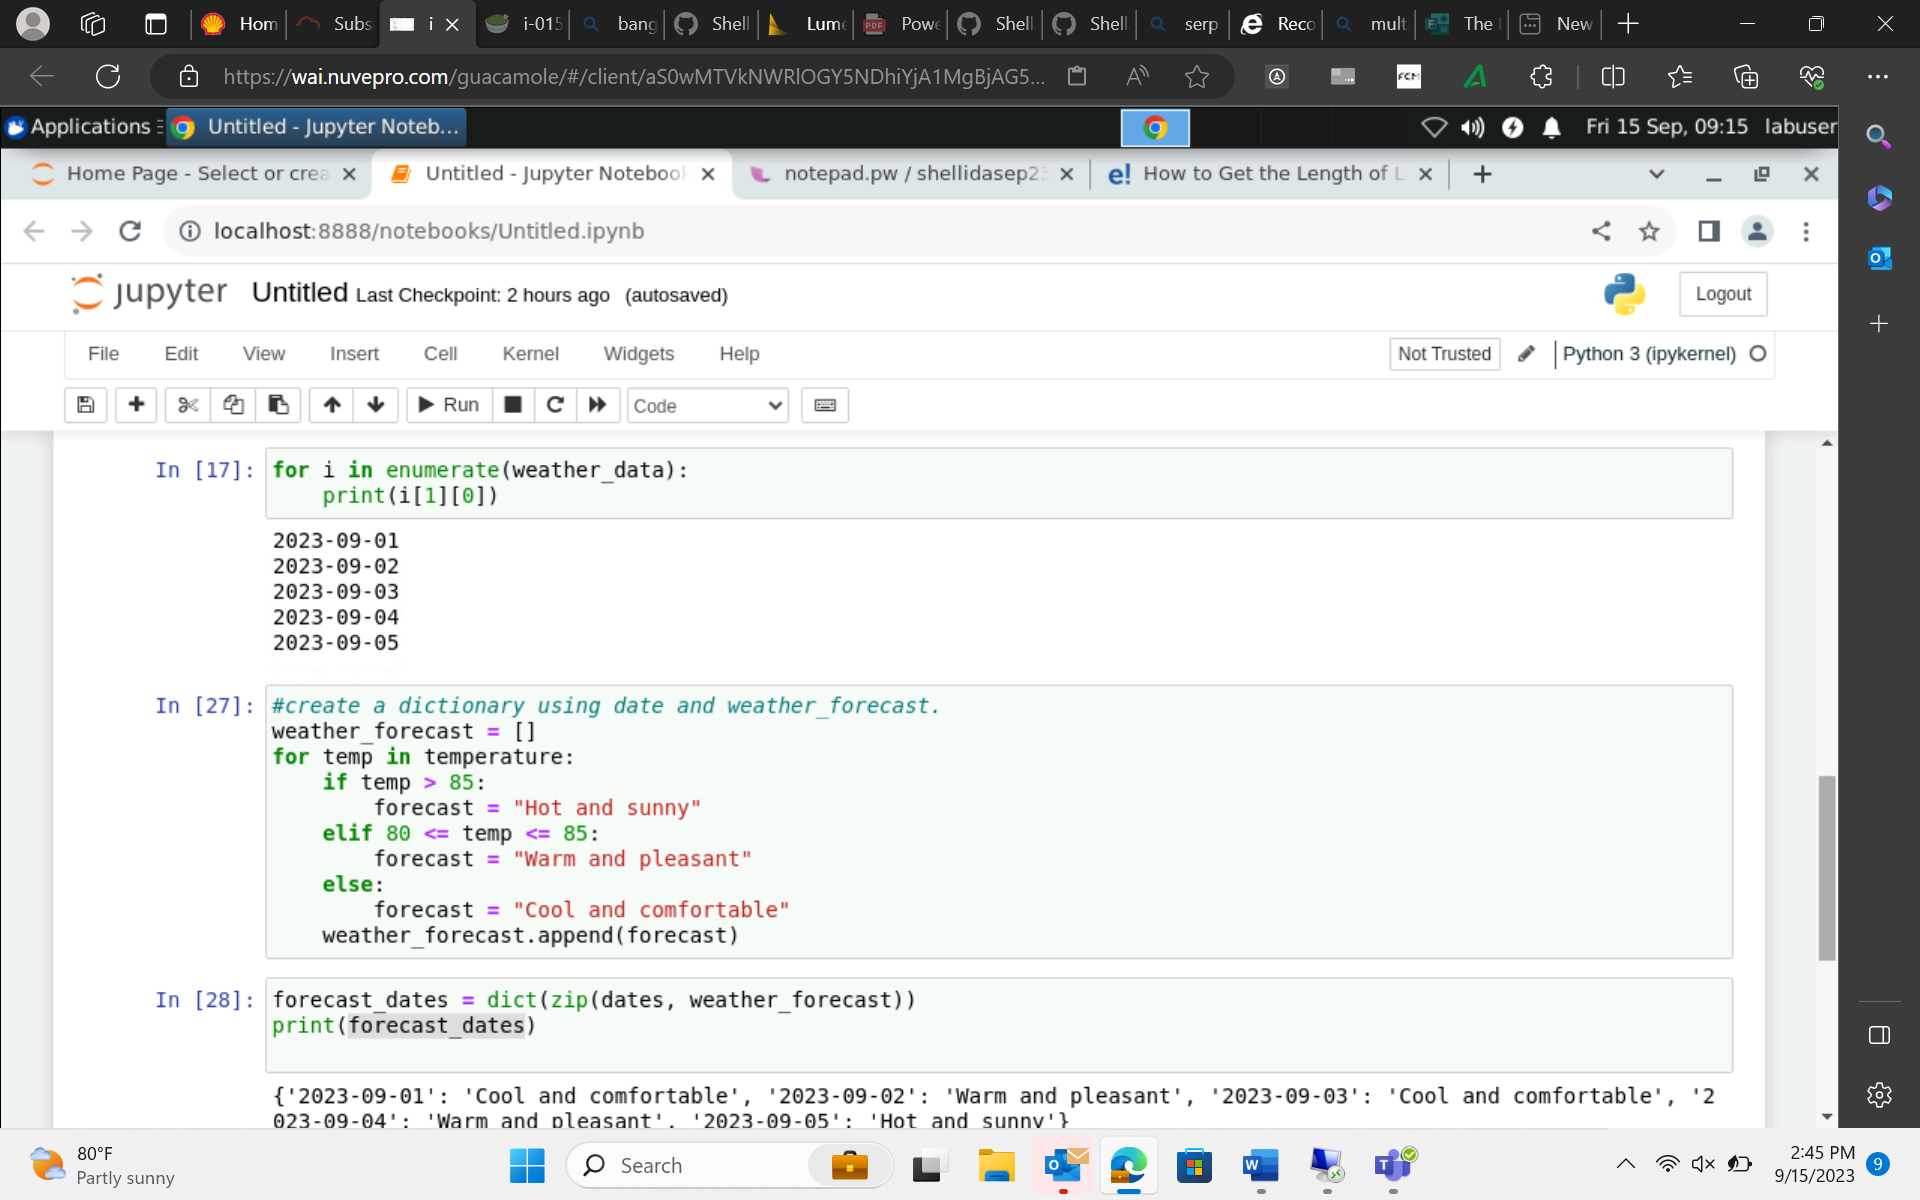 Hom
Subs
i
i-015
bang
Shell
Lume
Powe
Shell
Shell
serp
Reco
mult
The
New
https://wai.nuvepro.com/guacamole/#/client/aS0wMTVkNWRlOGY5NDhiYjA1MgBjAG5...
Applications
Untitled - Jupyter Noteb...
Fri 15 Sep, 09:15 labuser
Home Page - Select or crea
Untitled - Jupyter Notebook
notepad.pw / shellidasep23
How to Get the Length of L
localhost:8888/notebooks/Untitled.ipynb
jupyter Untitled Last Checkpoint: 2 hours ago (autosaved)
Logout
File Edit View Insert Cell Kernel Widgets Help
Not Trusted
Python 3 (ipykernel)
Run
Code
In [17]: for i in enumerate(weather_data):
print(i[1][0])
2023-09-01
2023-09-02
2023-09-03
2023-09-04
2023-09-05
In [27]: #create a dictionary using date and weather_forecast.
weather_forecast = []
for temp in temperature:
if temp > 85:
forecast = "Hot and sunny"
elif 80 <= temp <= 85:
forecast = "Warm and pleasant"
else:
forecast = "Cool and comfortable"
weather_forecast.append(forecast)
In [28]: forecast_dates = dict(zip(dates, weather_forecast))
print(forecast_dates)
{'2023-09-01': 'Cool and comfortable', '2023-09-02': 'Warm and pleasant', '2023-09-03': 'Cool and comfortable', '2
023-09-04': 'Warm and pleasant', '2023-09-05': 'Hot and sunny'}
80°F
Partly sunny
Search
2:45 PM
9/15/2023
9